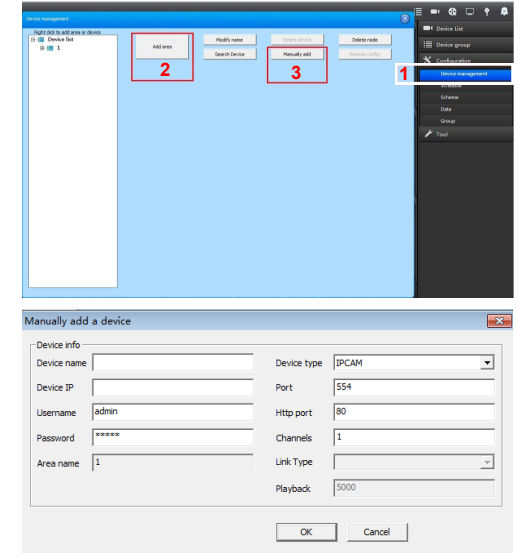 Device management
Right click to add area or device
Device list
1
Add area
Modify name
Delete device
Delete node
Search Device
Manually add
Remote config
2
3
1
Device List
Device group
Configuration
Device management
Schedule
Scheme
Data
Group
Tool
Manually add a device
Device info
Device name
Device type IPCAM
Device IP
Port 554
Username admin
Http port 80
Password *****
Channels 1
Area name 1
Link Type
Playback 5000
OK Cancel